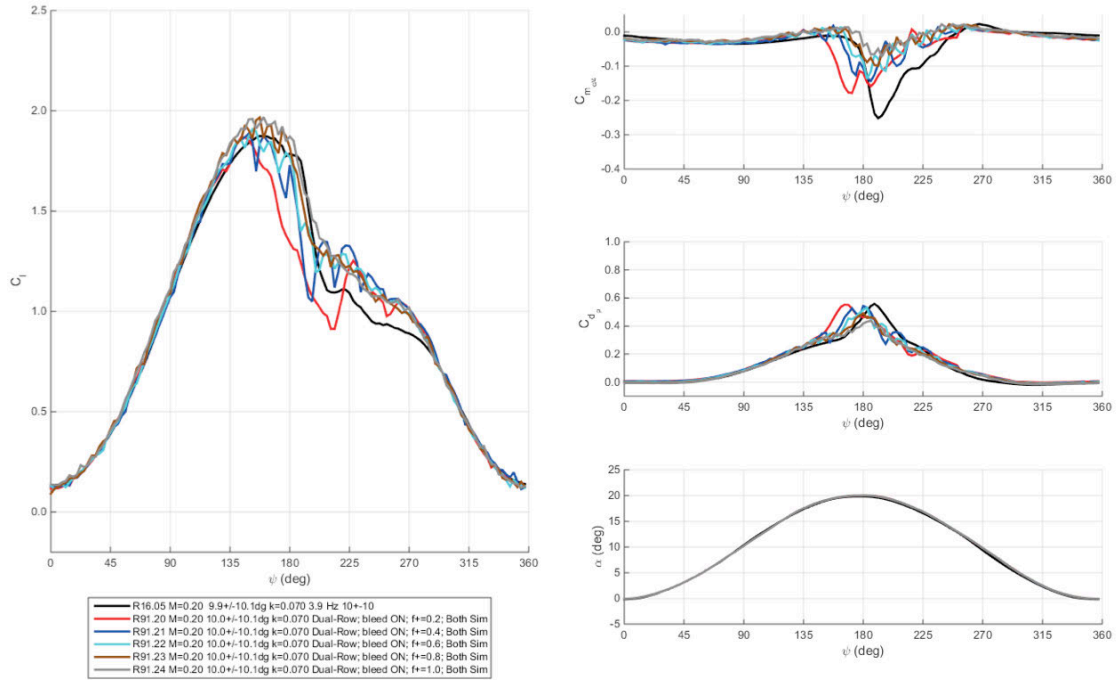 2.5
2.0
1.5
1.0
0.5
0.0
C_l
0 45 90 135 180 225 270 315 360
ψ (deg)
R16.05 M=0.20 9.9+/-10.1dg k=0.070 3.9 Hz 10+-10
R91.20 M=0.20 10.0+/-10.1dg k=0.070 Dual-Row; bleed ON; f+=0.2; Both Sim
R91.21 M=0.20 10.0+/-10.1dg k=0.070 Dual-Row; bleed ON; f+=0.4; Both Sim
R91.22 M=0.20 10.0+/-10.1dg k=0.070 Dual-Row; bleed ON; f+=0.6; Both Sim
R91.23 M=0.20 10.0+/-10.1dg k=0.070 Dual-Row; bleed ON; f+=0.8; Both Sim
R91.24 M=0.20 10.0+/-10.1dg k=0.070 Dual-Row; bleed ON; f+=1.0; Both Sim
0.0
-0.1
-0.2
-0.3
-0.4
C_m_c/4
0 45 90 135 180 225 270 315 360
ψ (deg)
1.0
0.8
0.6
0.4
0.2
0.0
C_d_p
0 45 90 135 180 225 270 315 360
ψ (deg)
25
20
15
10
5
0
-5
α (deg)
0 45 90 135 180 225 270 315 360
ψ (deg)